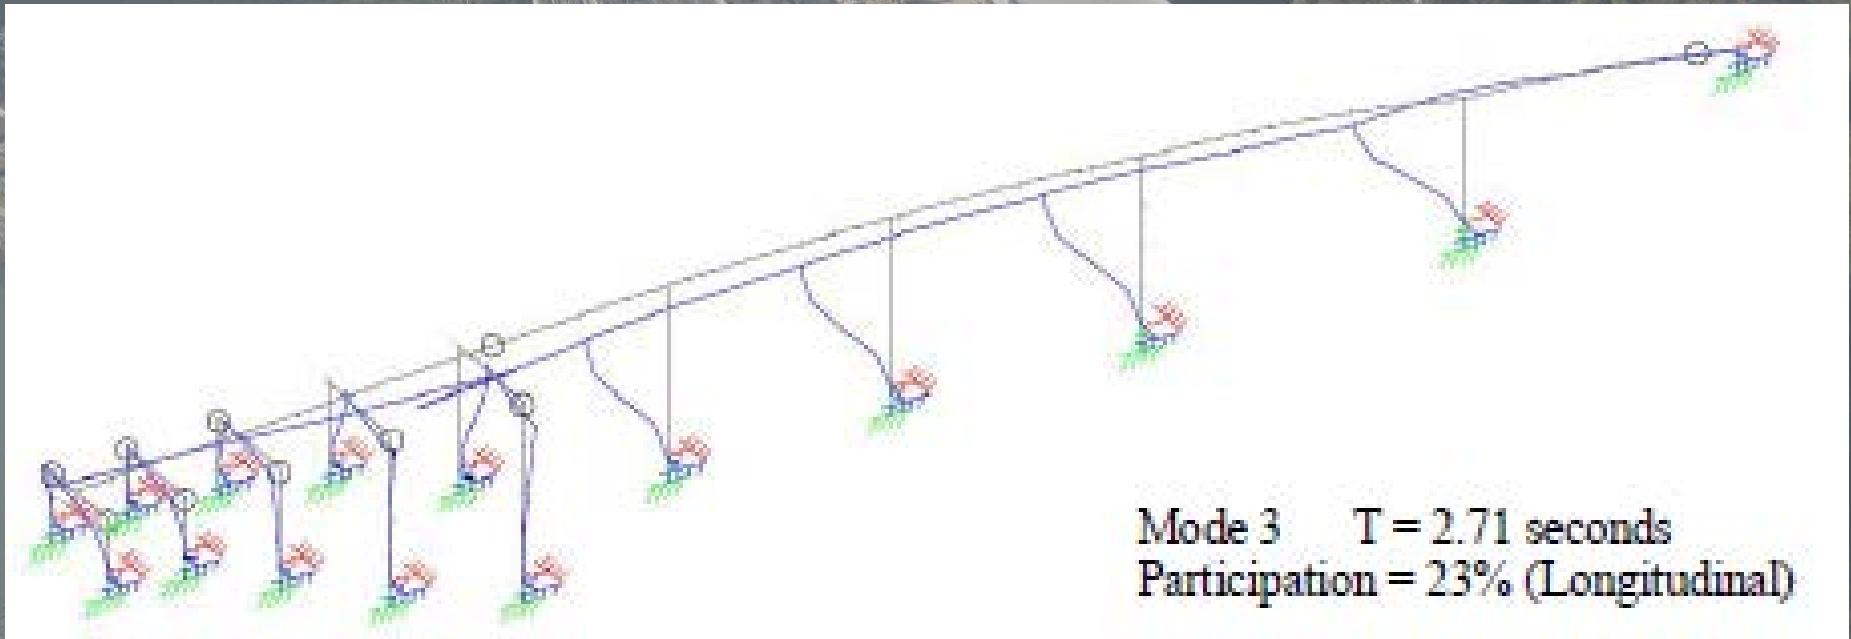 Mode 3 T = 2.71 seconds
Participation = 23% (Longitudinal)